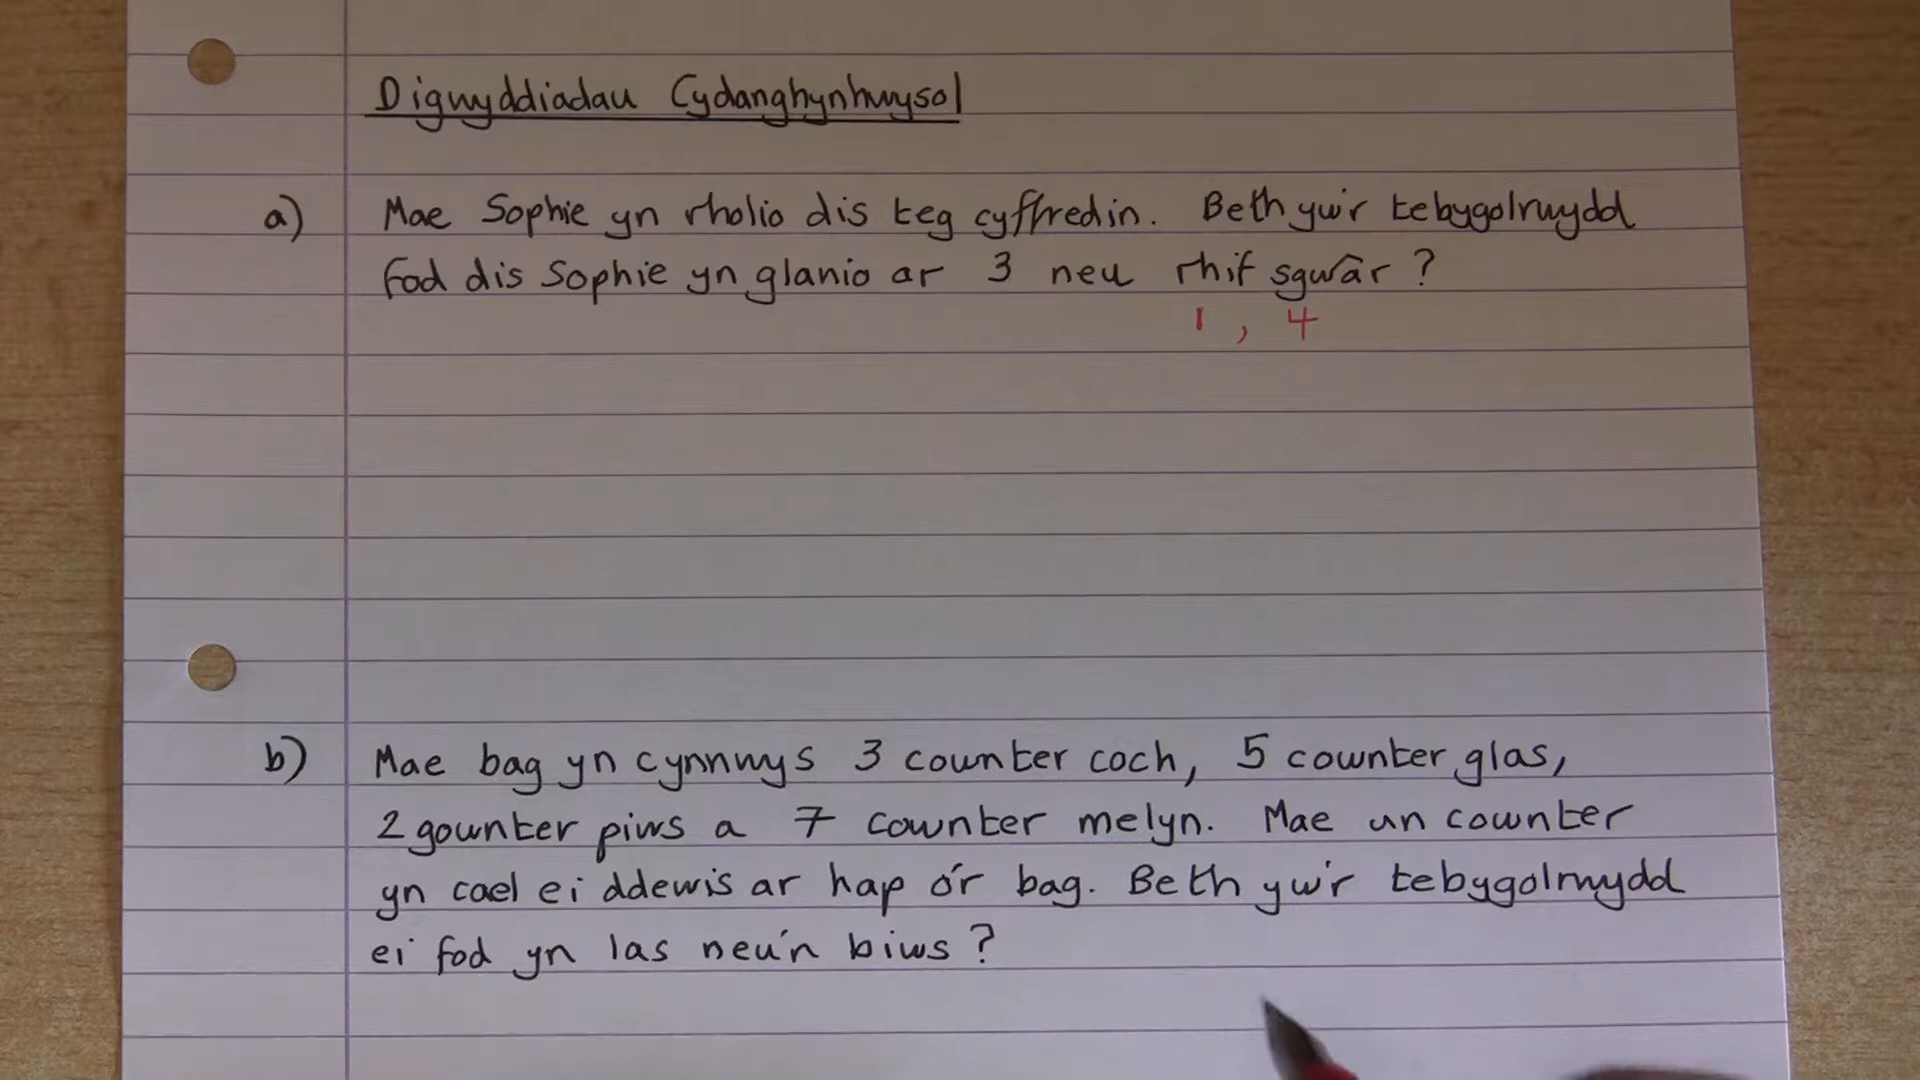 Digwyddiadau Cydanghynhwysol
a) Mae Sophie yn rholio dis teg cyffredin. Beth yw'r tebygolrwydd
fod dis Sophie yn glanio ar 3 neu rhif sgwâr?
1, 4
b) Mae bag yn cynnwys 3 counter coch, 5 counter glas,
2 gounter piws a 7 counter melyn. Mae un counter
yn cael ei ddewis ar hap o'r bag. Beth yw'r tebygolrwydd
ei fod yn las neu'n biws?